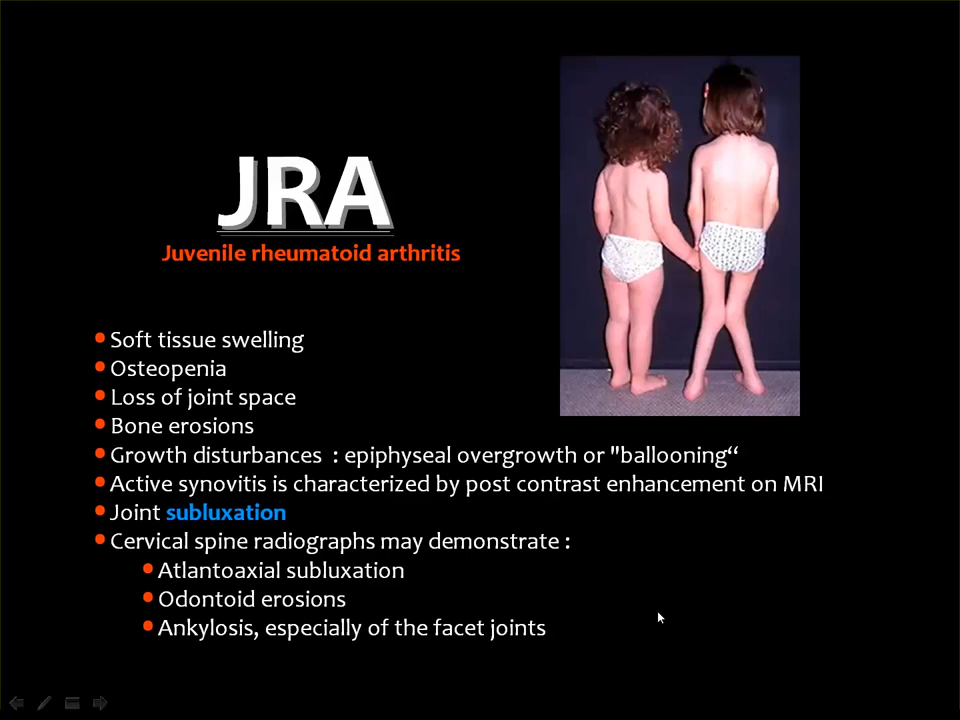 JRA
Juvenile rheumatoid arthritis
• Soft tissue swelling
• Osteopenia
• Loss of joint space
• Bone erosions
• Growth disturbances  : epiphyseal overgrowth or "ballooning“
• Active synovitis is characterized by post contrast enhancement on MRI
• Joint subluxation
• Cervical spine radiographs may demonstrate :
• Atlantoaxial subluxation
• Odontoid erosions
• Ankylosis, especially of the facet joints